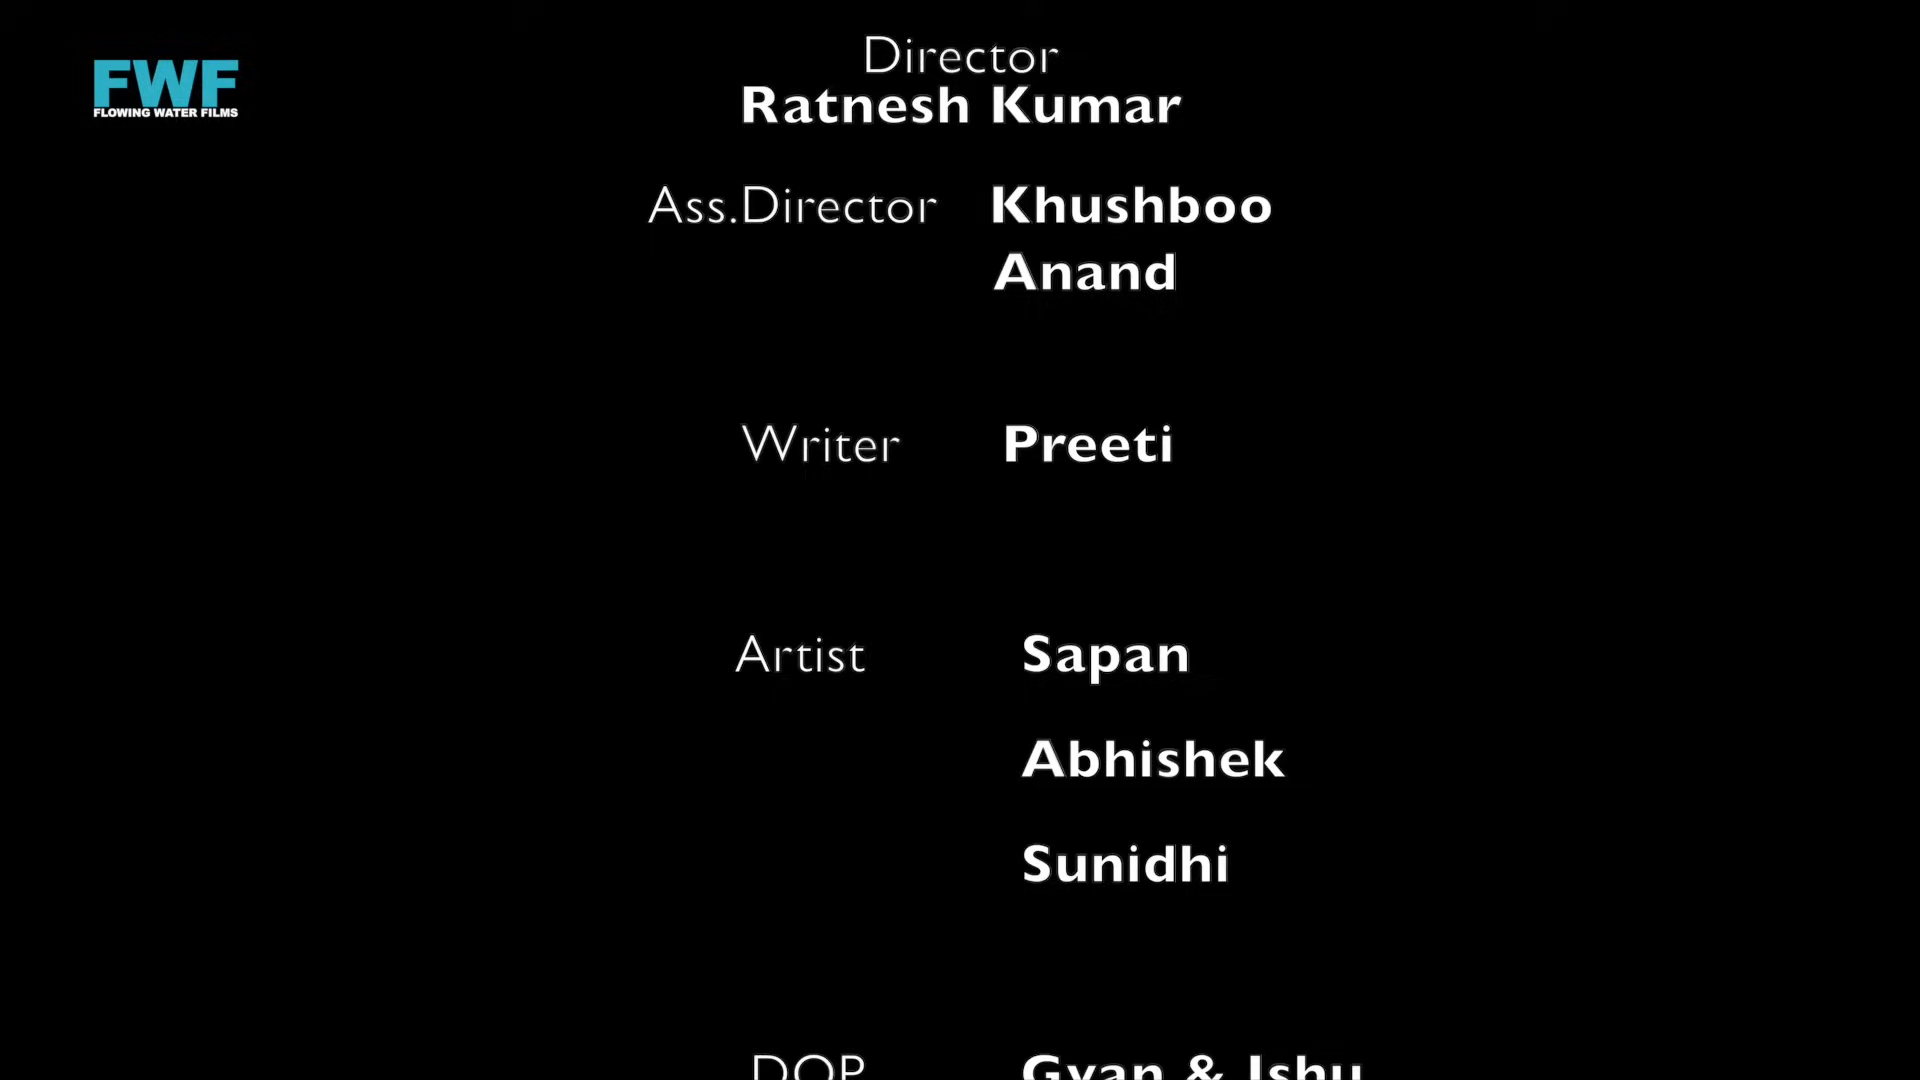 FWF
FLOWING WATER FILMS
Director
Ratnesh Kumar
Ass.Director Khushboo
Anand
Writer Preeti
Artist Sapan
Abhishek
Sunidhi
DOP Gyan & Ishu